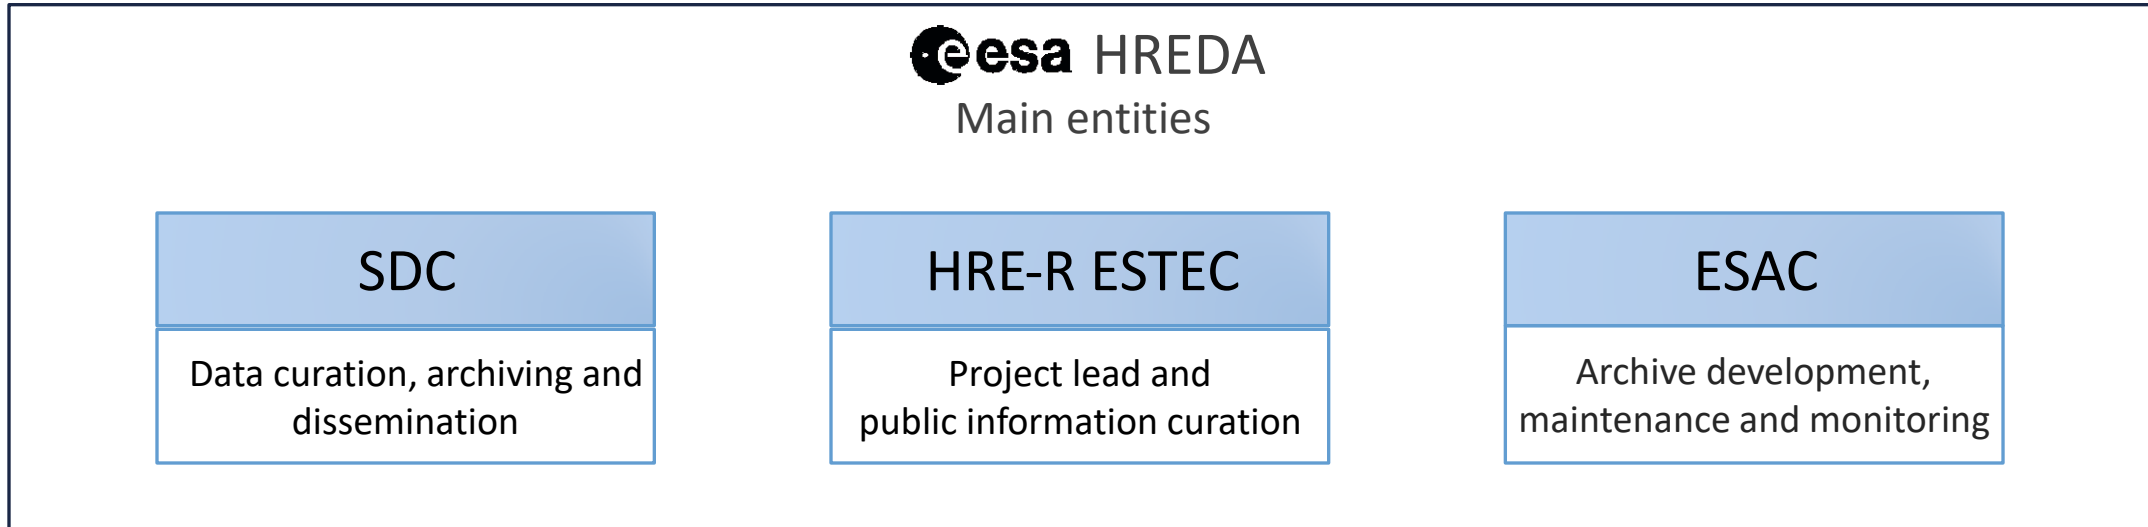 esa HREDA
Main entities
SDC
Data curation, archiving and
dissemination
HRE-R ESTEC
Project lead and
public information curation
ESAC
Archive development,
maintenance and monitoring